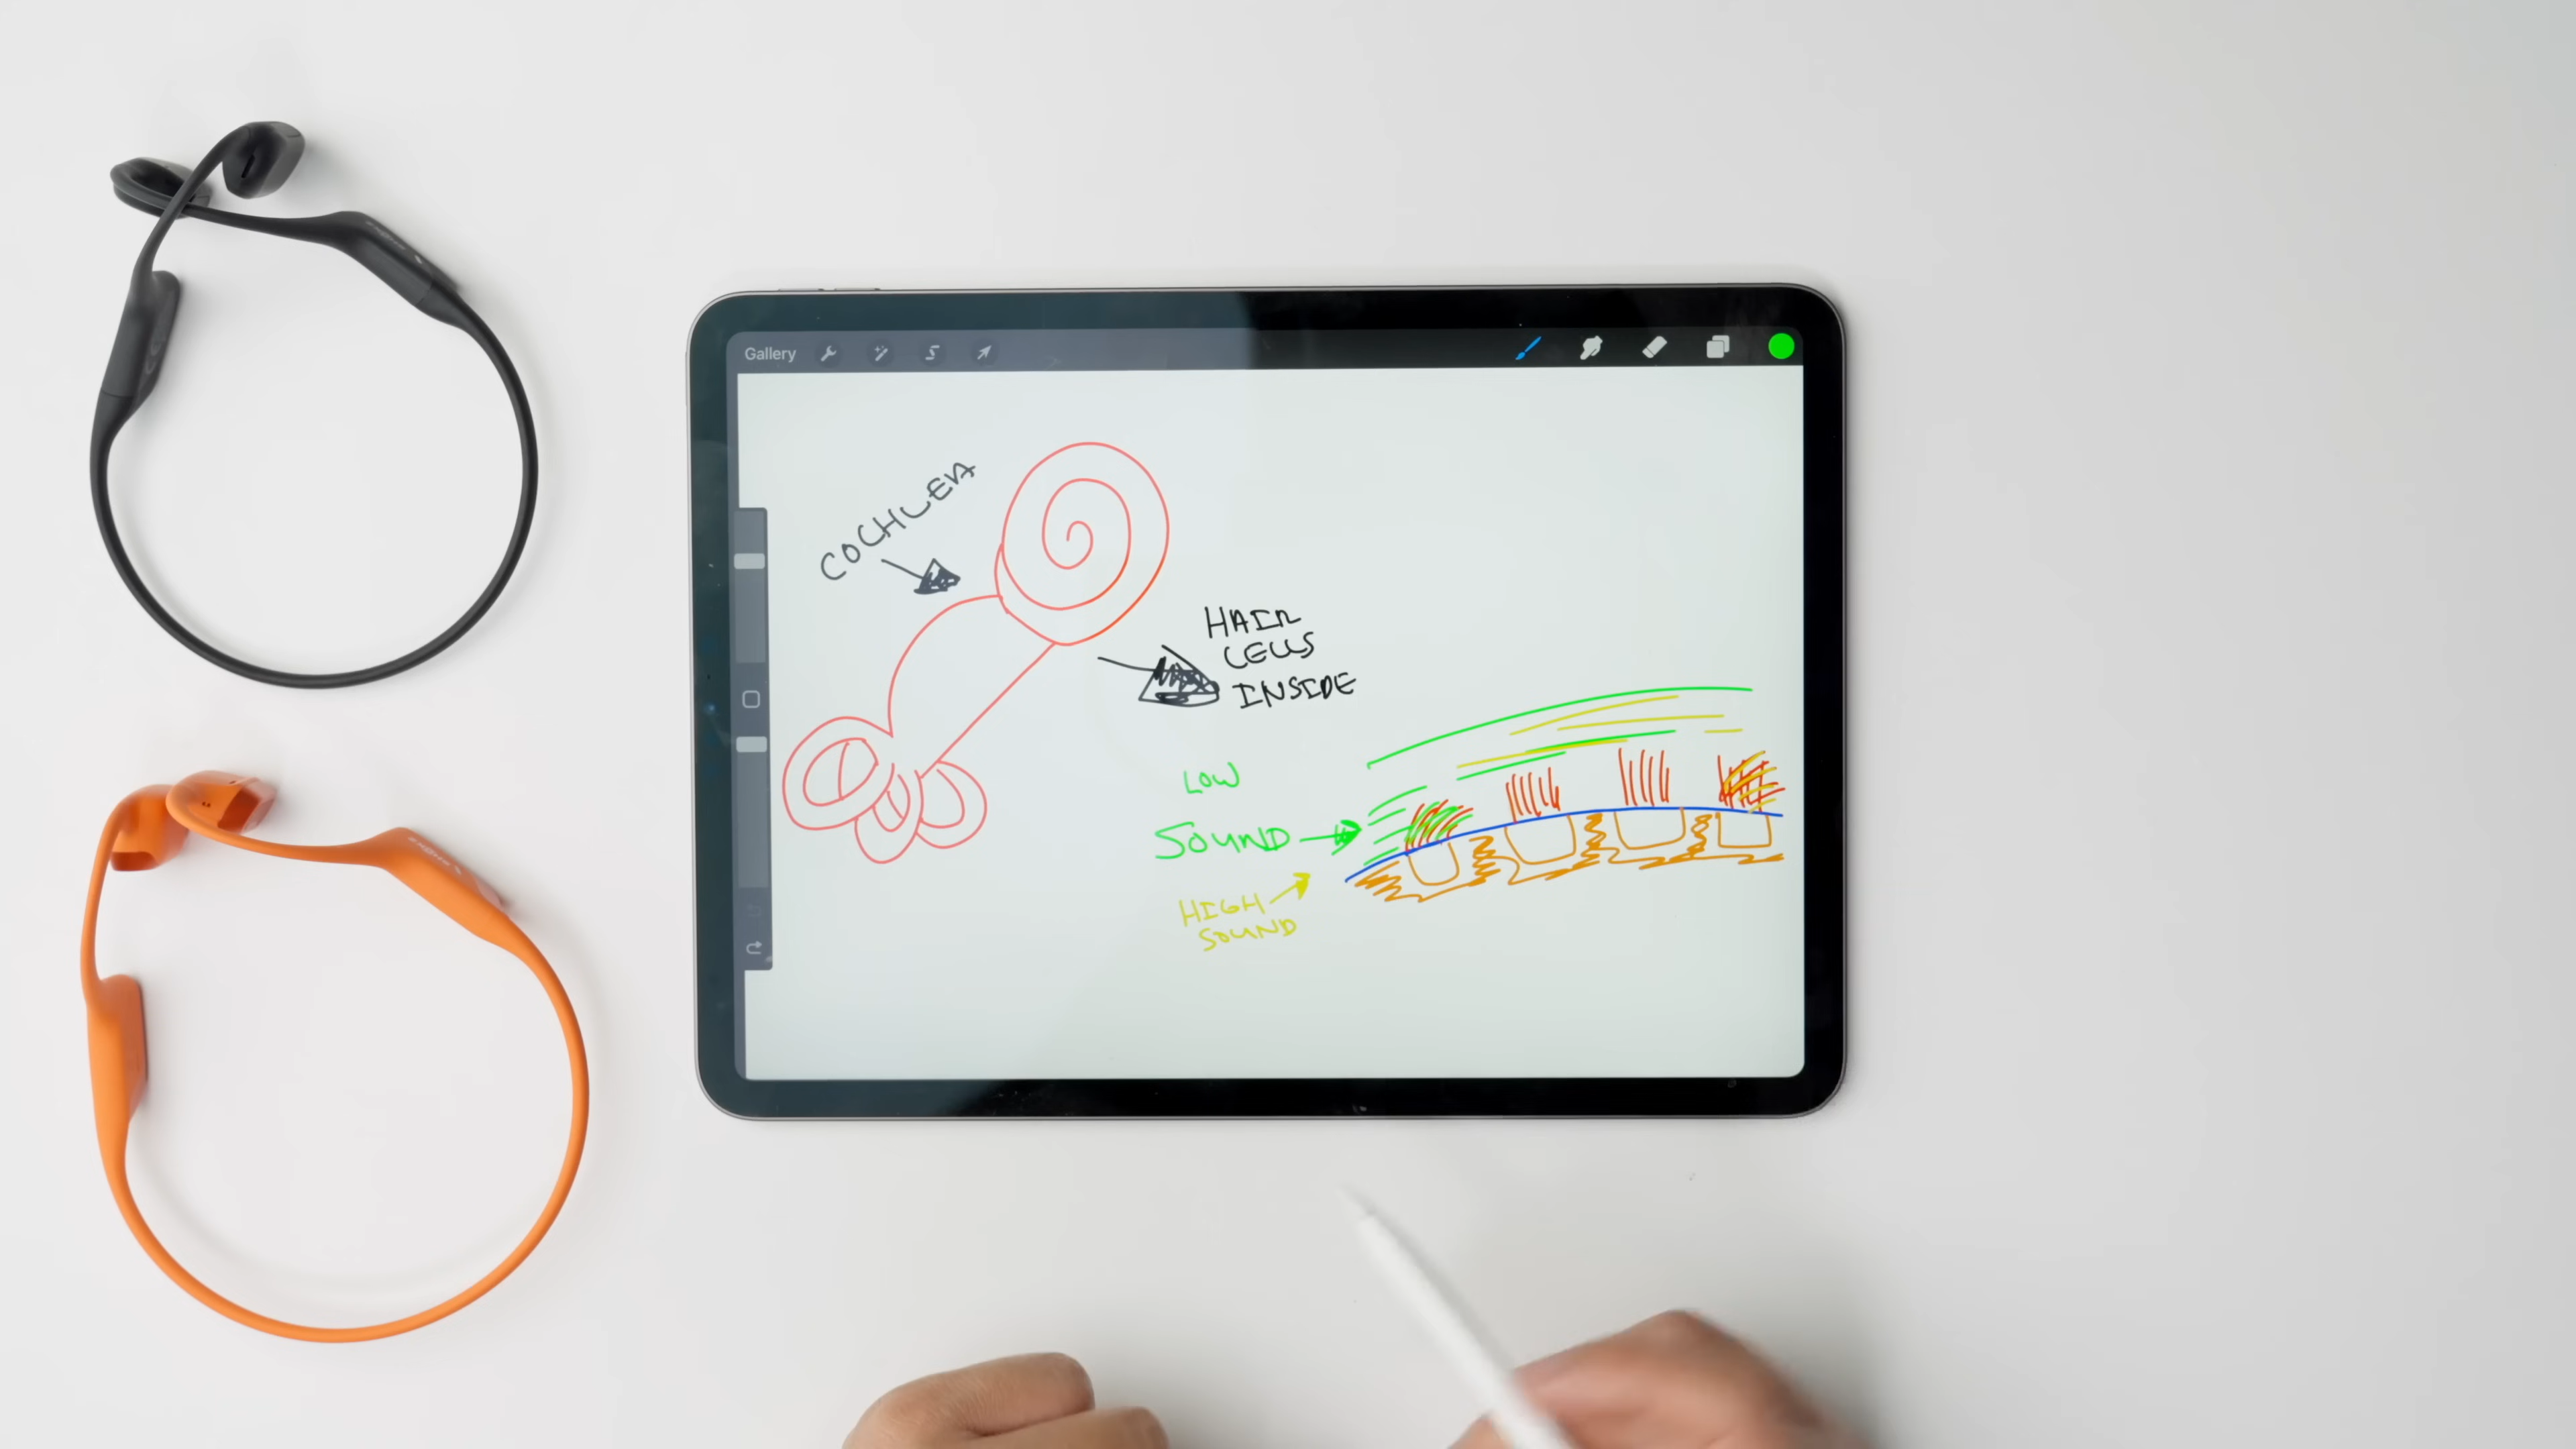 Gallery
COCHLEA
HAIR
CELLS
INSIDE
LOW
SOUND
HIGH
SOUND